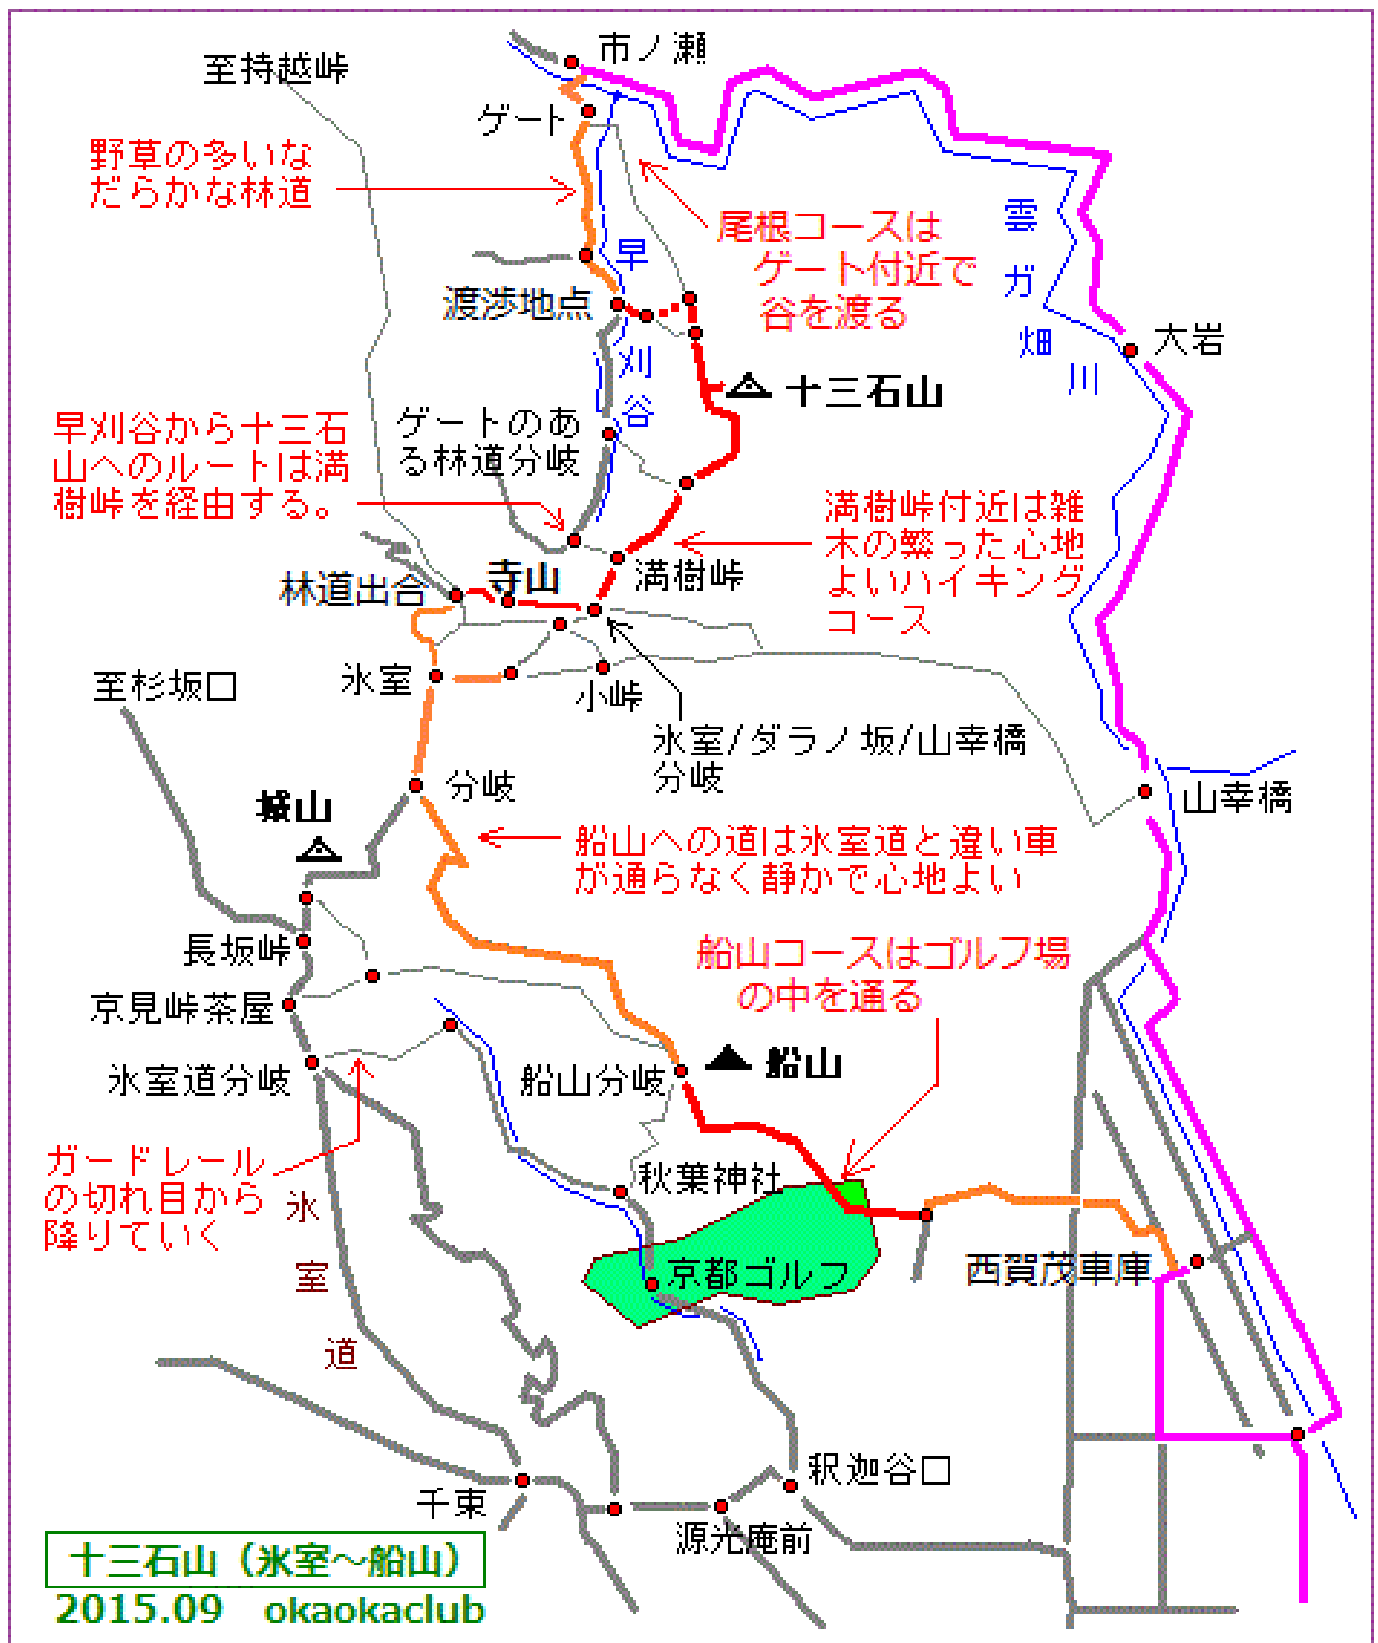 市ノ瀬
至持越峠
ゲート
野草の多いな
だらかな林道
尾根コースは
ゲート付近で
谷を渡る
雲ガ畑川
早刈谷
渡渉地点
大岩
十三石山
早刈谷から十三石
山へのルートは満
樹峠を経由する。
ゲートのあ
る林道分岐
満樹峠付近は雑
木の繁った心地
よいハイキング
コース
満樹峠
寺山
林道出合
氷室
小峠
至杉坂口
氷室/ダラノ坂/山幸橋
分岐
分岐
山幸橋
城山
船山への道は氷室道と違い車
が通らなく静かで心地よい
長坂峠
船山コースはゴルフ場
の中を通る
京見峠茶屋
氷室道分岐
船山分岐
船山
ガードレール
の切れ目から
降りていく
秋葉神社
氷室道
京都ゴルフ
西賀茂車庫
釈迦谷口
千束
源光庵前
十三石山（氷室～船山）
2015.09 okaokaclub